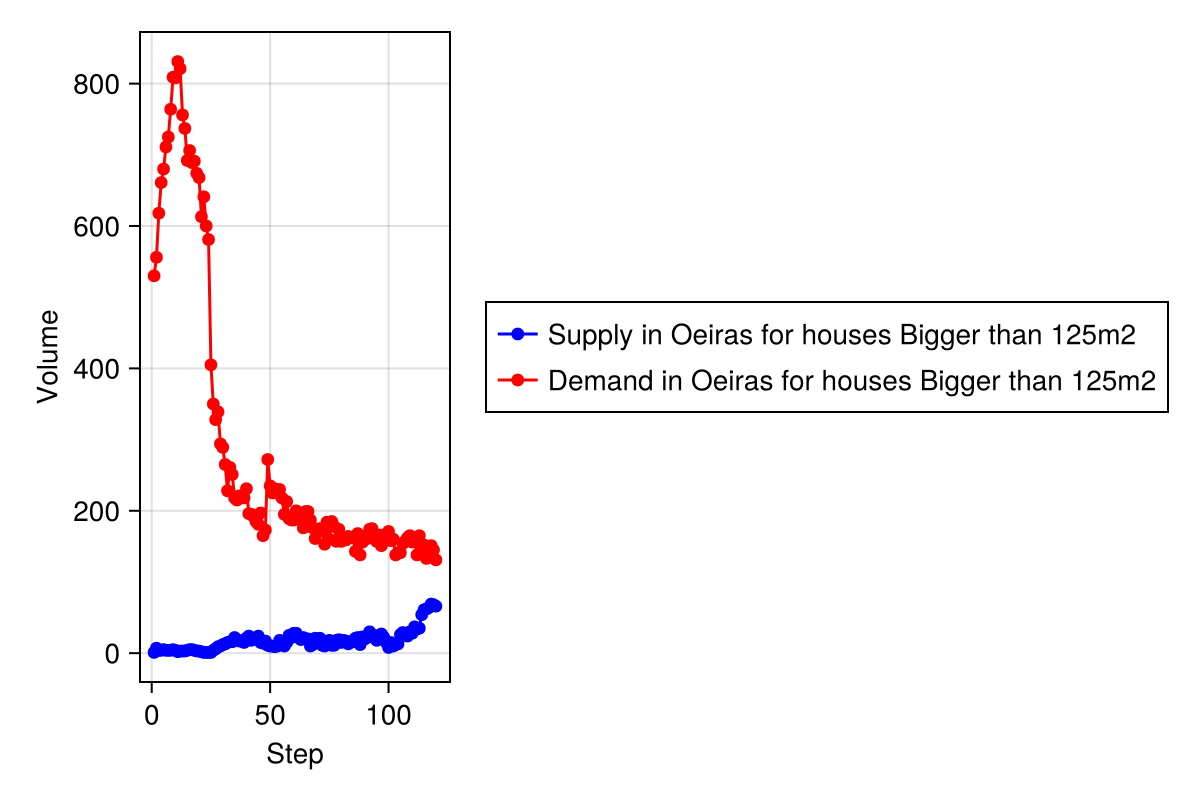 800
600
400
200
0
Volume
0 50 100
Step
Supply in Oeiras for houses Bigger than 125m2
Demand in Oeiras for houses Bigger than 125m2